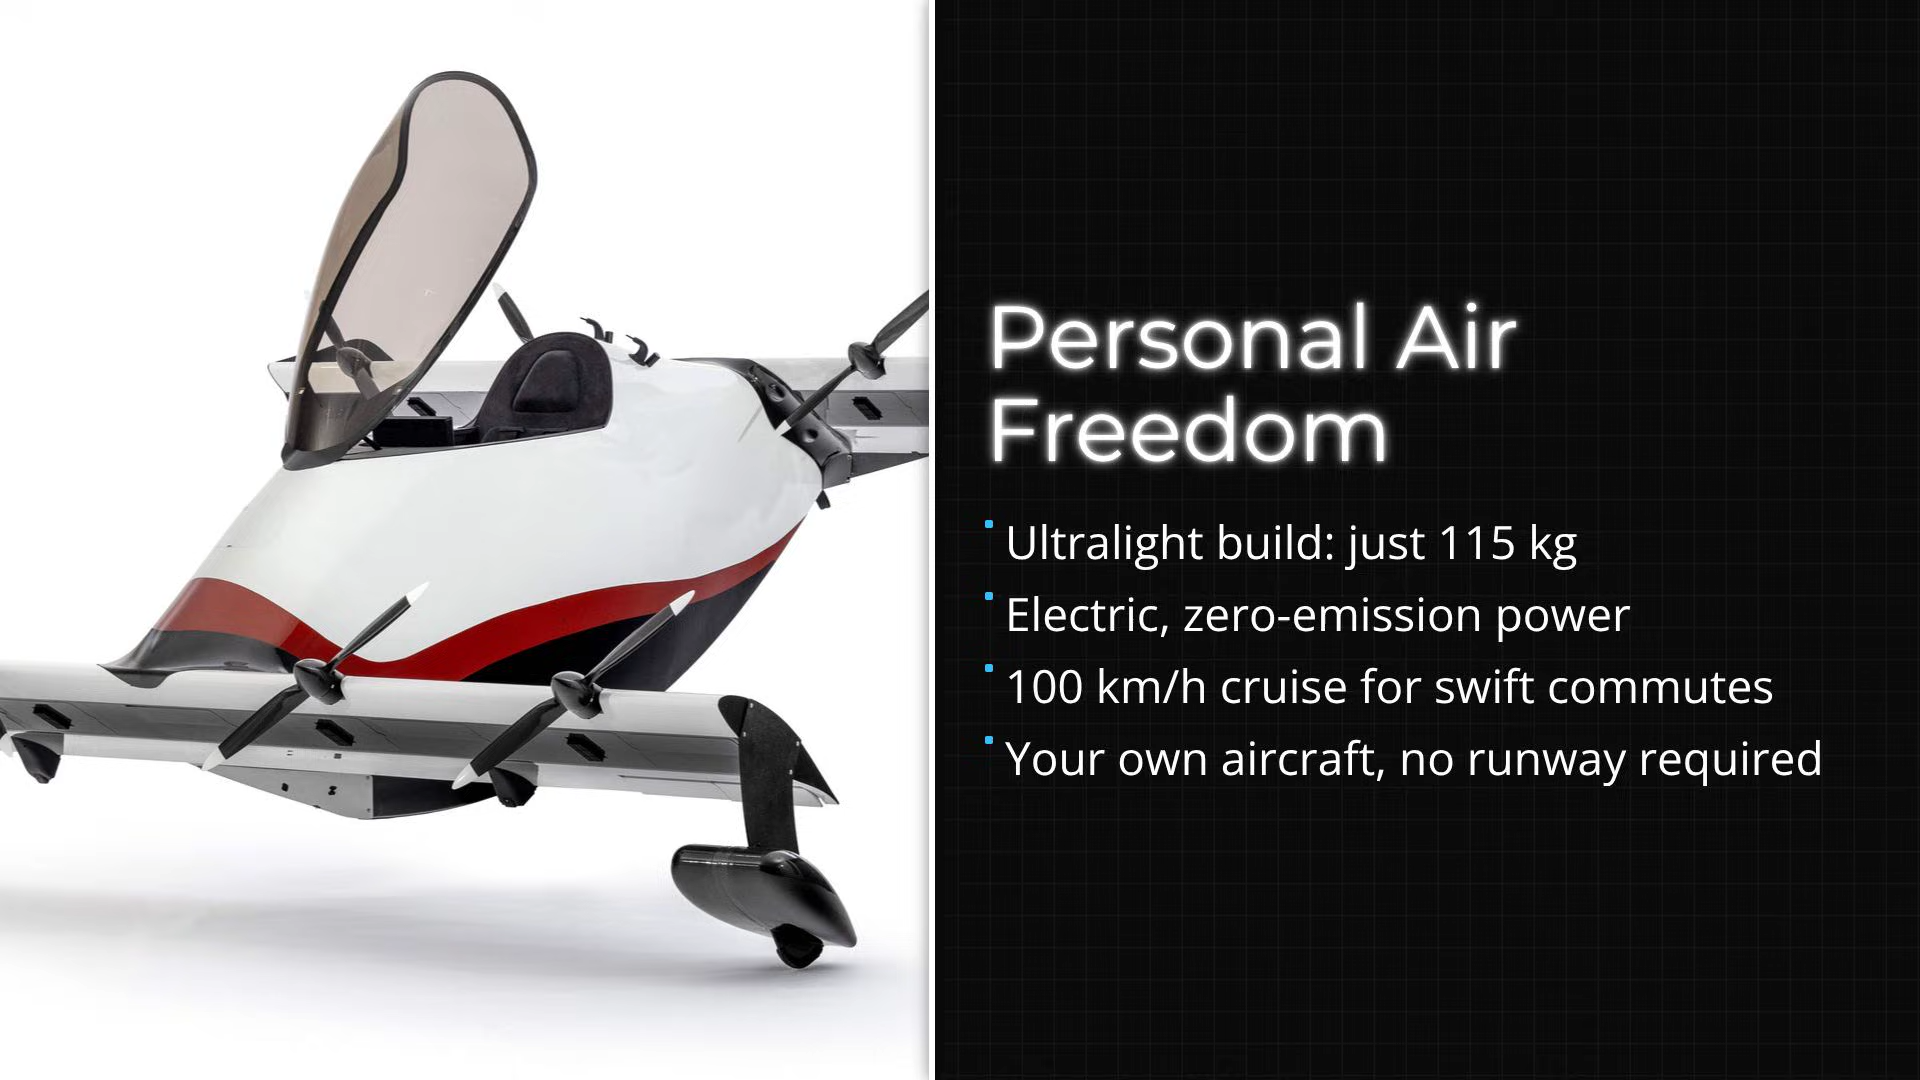 Personal Air
Freedom
Ultralight build: just 115 kg
Electric, zero-emission power
100 km/h cruise for swift commutes
Your own aircraft, no runway required